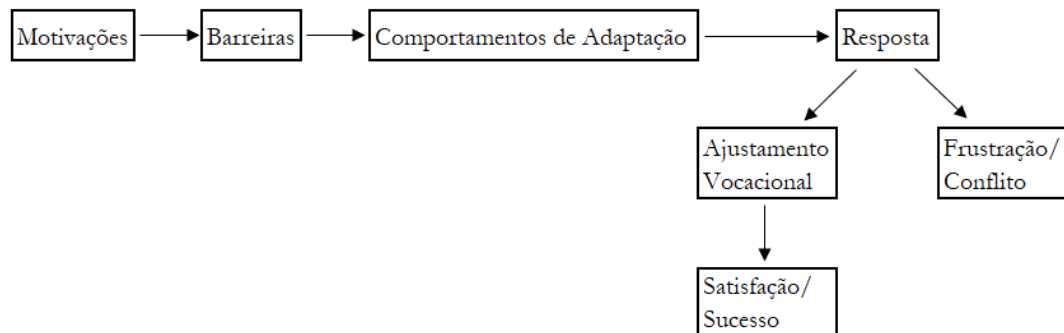 Motivações
Barreiras
Comportamentos de Adaptação
Resposta
Ajustamento
Vocacional
Frustração/
Conflito
Satisfação/
Sucesso